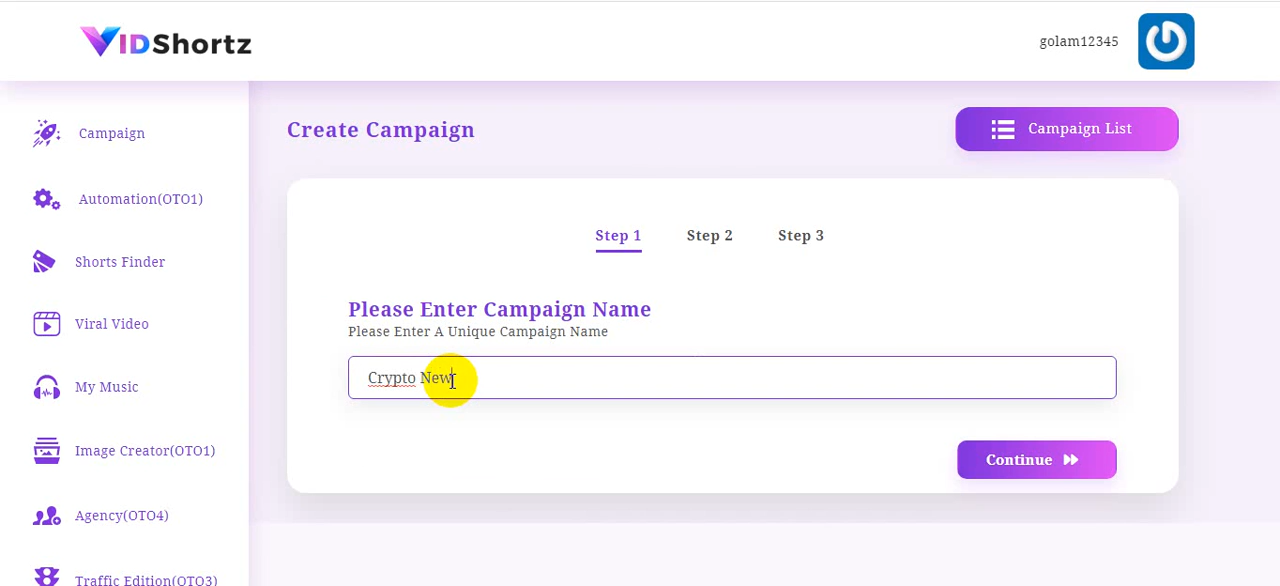 VIDShortz
golam12345
Campaign
Automation(OTO1)
Shorts Finder
Viral Video
My Music
Image Creator(OTO1)
Agency(OTO4)
Traffic Edition(OTO3)
Create Campaign
Campaign List
Step 1 Step 2 Step 3
Please Enter Campaign Name
Please Enter A Unique Campaign Name
Crypto New
Continue